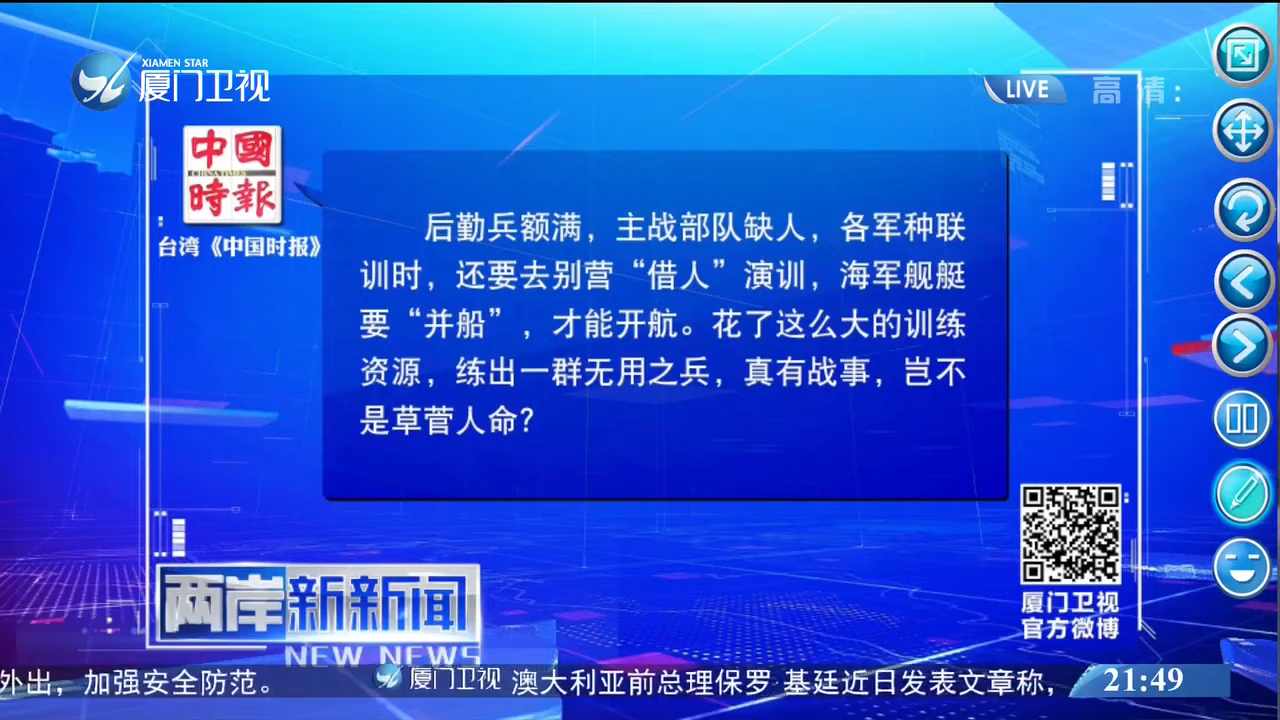 XIAMEN STAR
厦门卫视
LIVE
高清:
中國
CHINA TIMES
時報
台湾《中国时报》
后勤兵额满，主战部队缺人，各军种联
训时，还要去别营“借人”演训，海军舰艇
要“并船”，才能开航。花了这么大的训练
资源，练出一群无用之兵，真有战事，岂不
是草菅人命？
厦门卫视
官方微博
两岸新新闻
NEW NEWS
外出，加强安全防范。 厦门卫视 澳大利亚前总理保罗·基廷近日发表文章称，
21:49